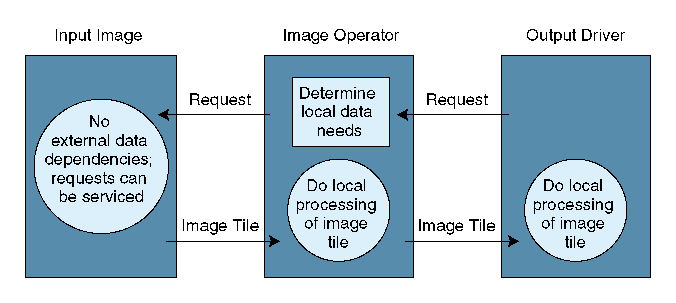 Input Image
Image Operator
Output Driver
No
external data
dependencies;
requests can
be serviced
Request
Determine
local data
needs
Request
Image Tile
Do local
processing
of image
tile
Image Tile
Do local
processing
of image
tile